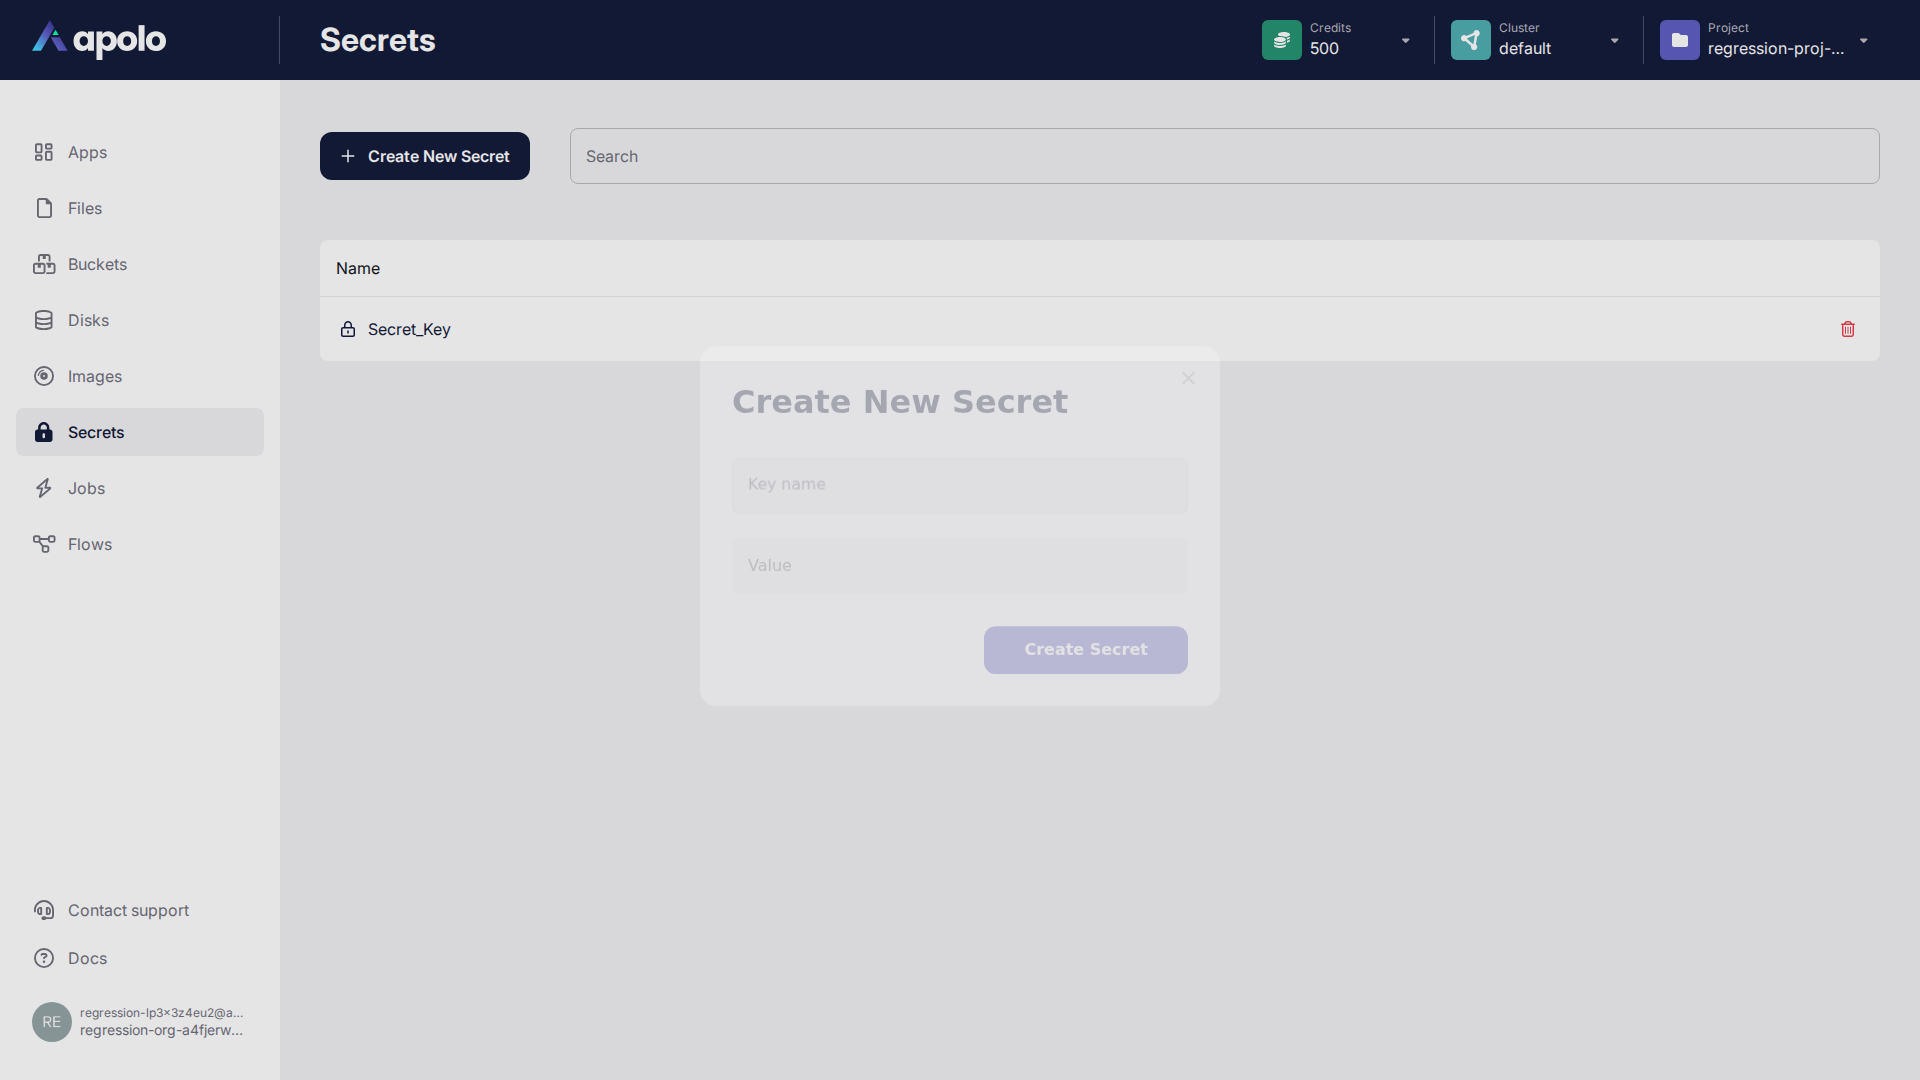 apolo
Secrets
Credits
500
Cluster
default
Project
regression-proj-...
Apps
Files
Buckets
Disks
Images
Secrets
Jobs
Flows
Contact support
Docs
RE
regression-lp3x3z4eu2@a...
regression-org-a4fjerw...
Create New Secret
Search
Name
Secret_Key
Create New Secret
Key name
Value
Create Secret